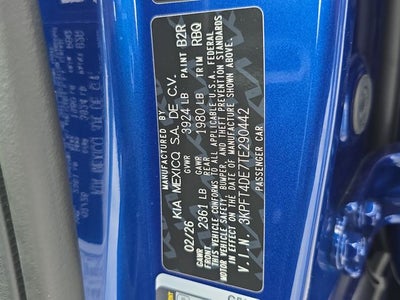 MANUFACTURED BY
KIA MEXICO, S.A. DE C.V.
02/26 GVWR 3924 LB PAINT B2R
GAWR FRONT 2361 LB GAWR REAR 1980 LB TRIM RBQ
THIS VEHICLE CONFORMS TO ALL APPLICABLE U.S.A. FEDERAL
MOTOR VEHICLE SAFETY, BUMPER, AND THEFT PREVENTION STANDARDS
IN EFFECT ON THE DATE OF MANUFACTURE SHOWN ABOVE.
V.I.N. 3KPFT4DE7TE290442
PASSENGER CAR